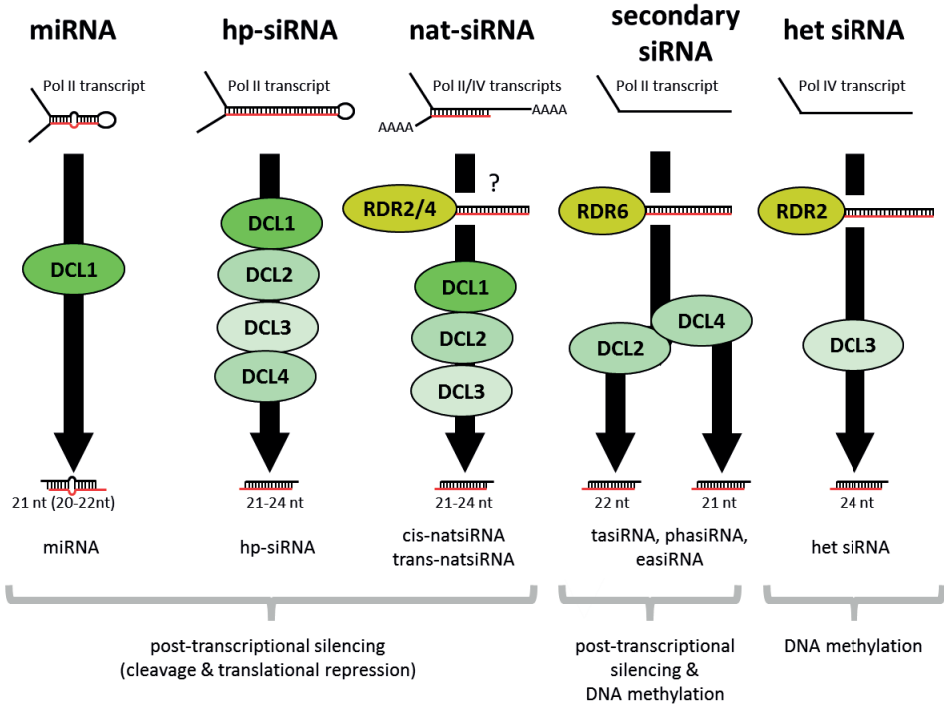 miRNA
hp-siRNA
nat-siRNA
secondary
siRNA
het siRNA
Pol II transcript
Pol II transcript
Pol II/IV transcripts
Pol II transcript
Pol IV transcript
AAAA
AAAA
?
RDR2/4
RDR6
RDR2
DCL1
DCL1
DCL2
DCL3
DCL4
DCL1
DCL2
DCL3
DCL2
DCL4
DCL3
21 nt (20-22nt)
21-24 nt
21-24 nt
22 nt
21 nt
24 nt
miRNA
hp-siRNA
cis-natsiRNA
trans-natsiRNA
tasiRNA, phasiRNA,
easiRNA
het siRNA
post-transcriptional silencing
(cleavage & translational repression)
post-transcriptional
silencing &
DNA methylation
DNA methylation